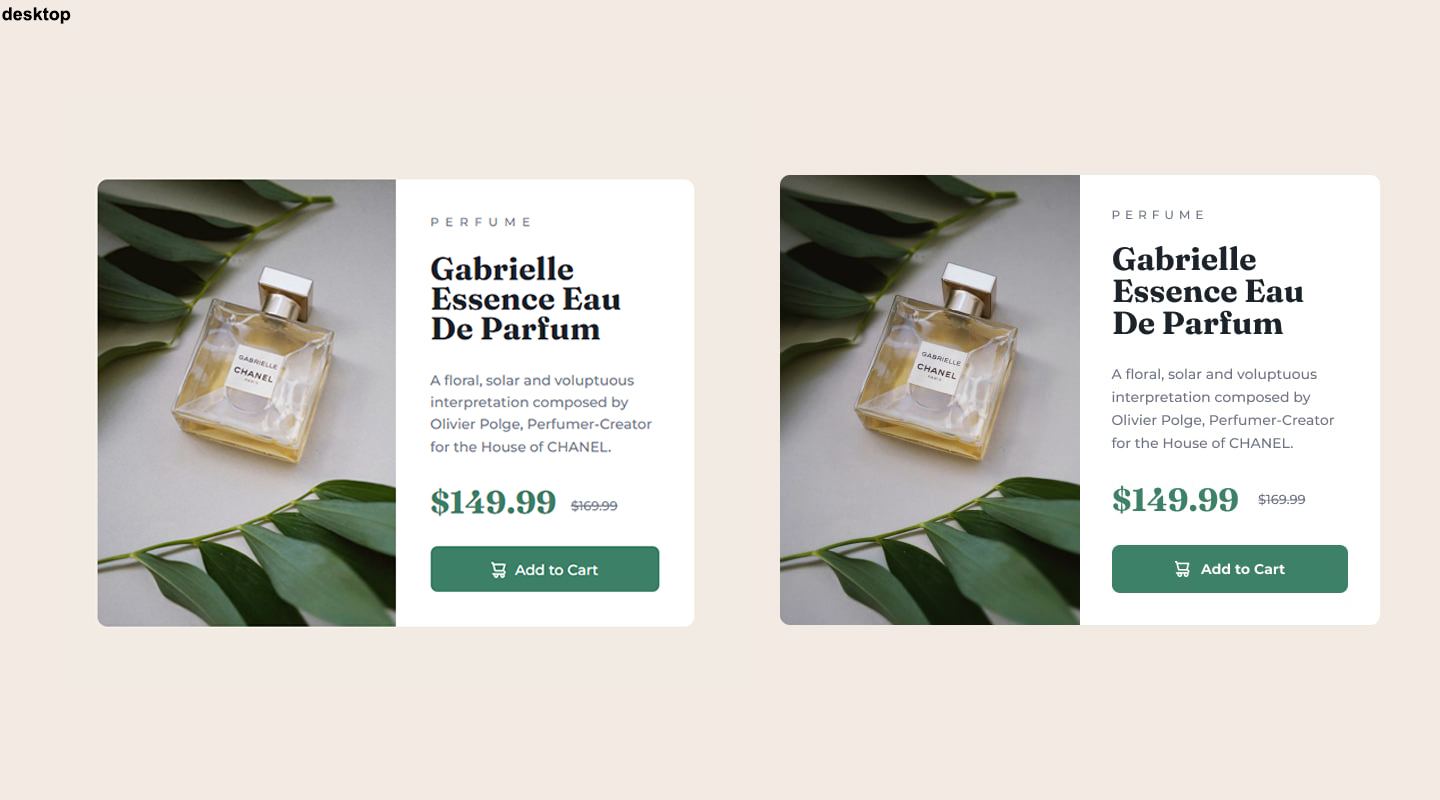 desktop
PERFUME
Gabrielle
Essence Eau
De Parfum
A floral, solar and voluptuous
interpretation composed by
Olivier Polge, Perfumer-Creator
for the House of CHANEL.
$149.99 $169.99
Add to Cart
GABRIELLE
CHANEL
PARIS
PERFUME
Gabrielle
Essence Eau
De Parfum
A floral, solar and voluptuous
interpretation composed by
Olivier Polge, Perfumer-Creator
for the House of CHANEL.
$149.99 $169.99
Add to Cart
GABRIELLE
CHANEL
PARIS